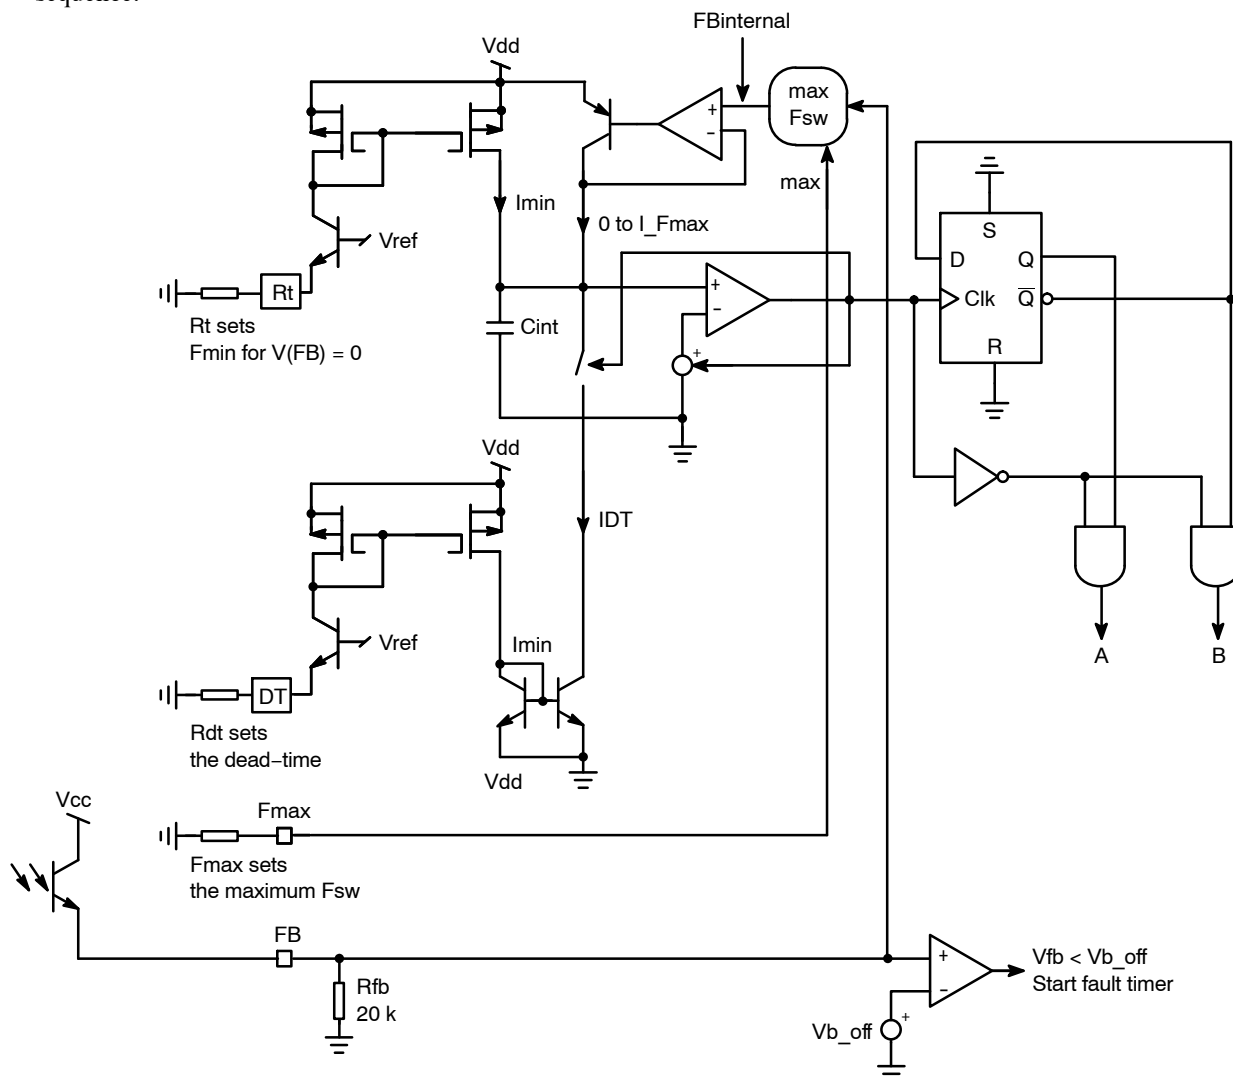 sequence.
FBinternal
Vdd
max
Fsw
+
−
max
Imin
0 to I_Fmax
Vref
Rt
Rt sets
Fmin for V(FB) = 0
Cint
+
−
+
S
D
Q
Clk
Q
R
Vdd
IDT
Vref
Imin
A
B
DT
Rdt sets
the dead−time
Vdd
Vcc
Fmax
Fmax sets
the maximum Fsw
FB
Rfb
20 k
+
−
Vfb < Vb_off
Start fault timer
Vb_off
+